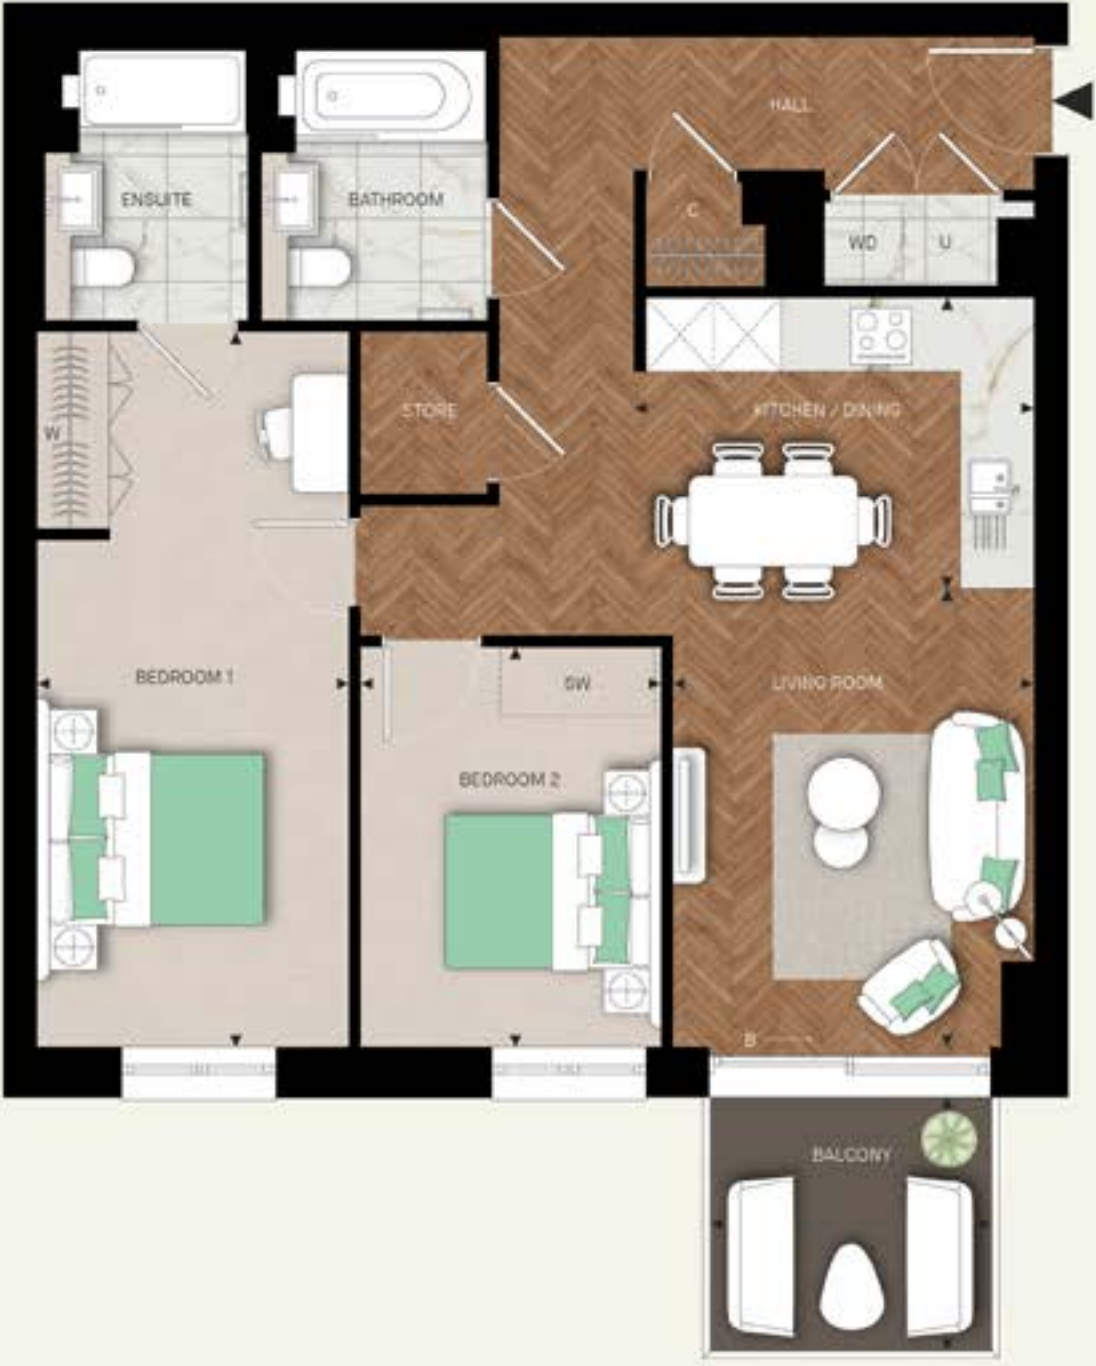 HALL
ENSUITE
BATHROOM
C
WD
U
STORE
KITCHEN / DINING
W
BEDROOM 1
SW
LIVING ROOM
BEDROOM 2
B
BALCONY